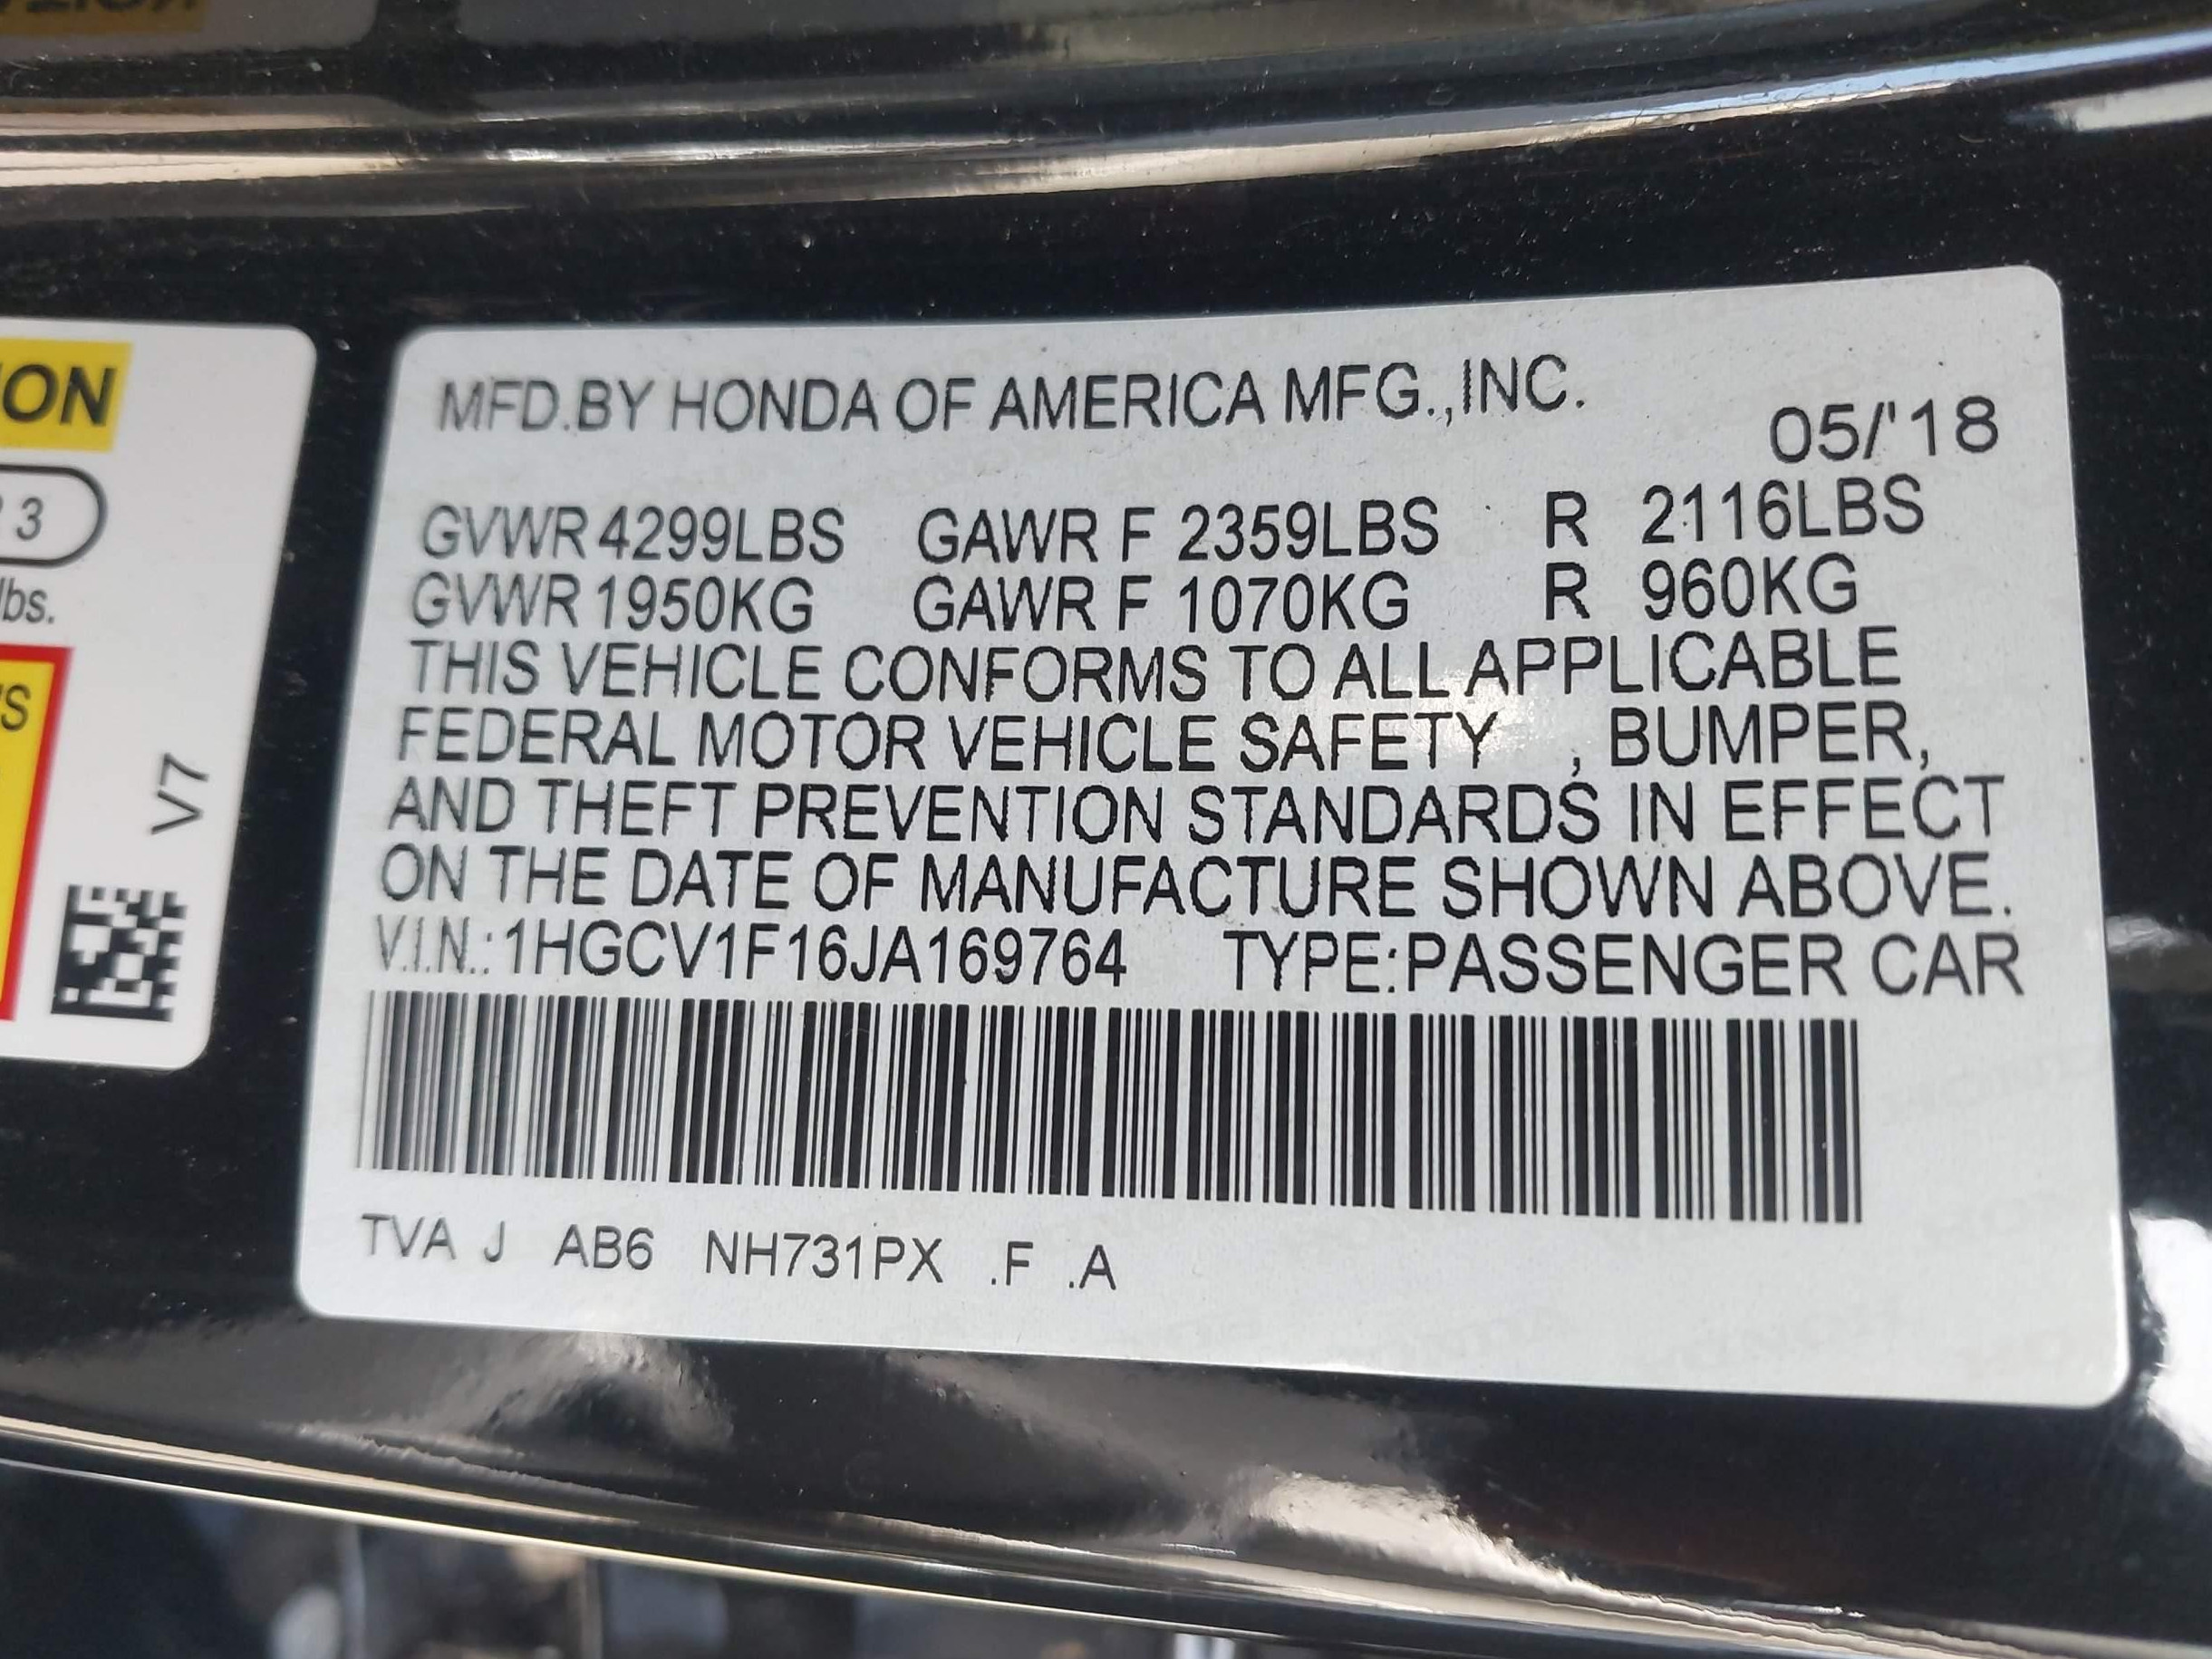 ON
3
lbs.
V7
MFD.BY HONDA OF AMERICA MFG.,INC.
05/'18
GVWR 4299LBS GAWR F 2359LBS R 2116LBS
GVWR 1950KG GAWR F 1070KG R 960KG
THIS VEHICLE CONFORMS TO ALL APPLICABLE
FEDERAL MOTOR VEHICLE SAFETY , BUMPER,
AND THEFT PREVENTION STANDARDS IN EFFECT
ON THE DATE OF MANUFACTURE SHOWN ABOVE.
V.I.N.: 1HGCV1F16JA169764 TYPE:PASSENGER CAR
TVA J AB6 NH731PX .F .A